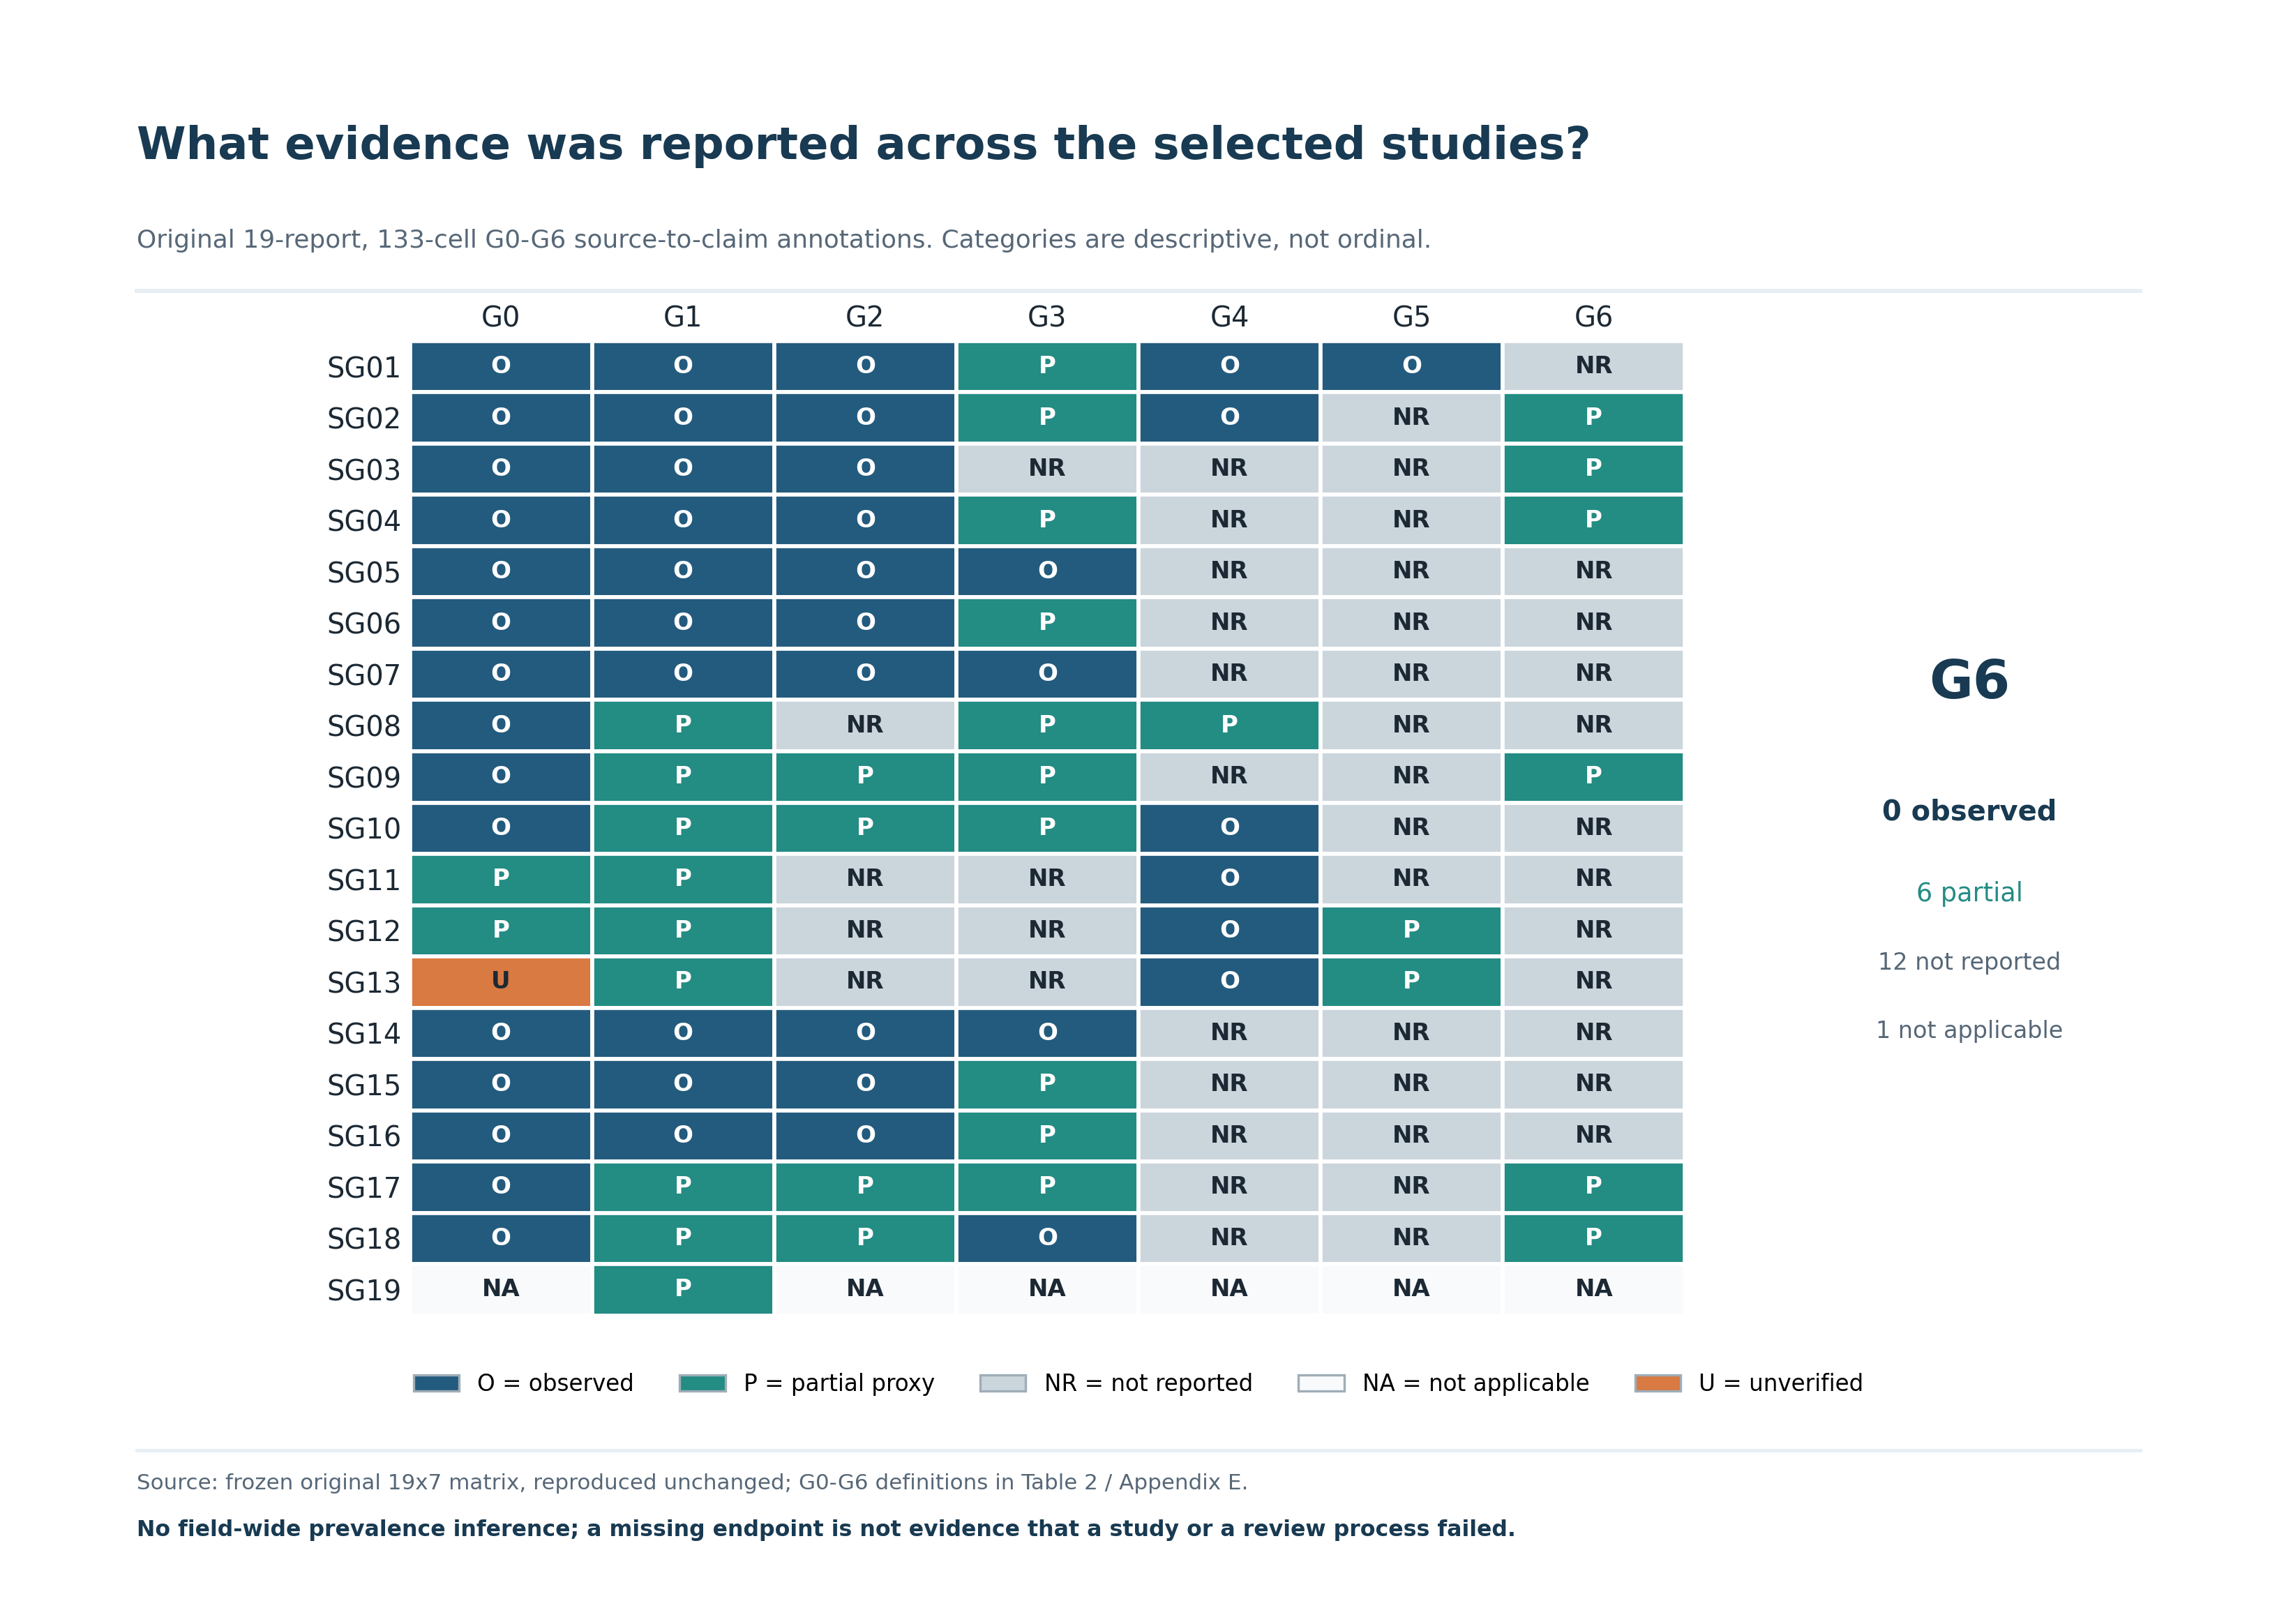 What evidence was reported across the selected studies?
Original 19-report, 133-cell G0-G6 source-to-claim annotations. Categories are descriptive, not ordinal.
G0 G1 G2 G3 G4 G5 G6
SG01 O O O P O O NR
SG02 O O O P O NR P
SG03 O O O NR NR NR P
SG04 O O O P NR NR P
SG05 O O O O NR NR NR
SG06 O O O P NR NR NR
SG07 O O O O NR NR NR
SG08 O P NR P P NR NR
SG09 O P P P NR NR P
SG10 O P P P O NR NR
SG11 P P NR NR O NR NR
SG12 P P NR NR O P NR
SG13 U P NR NR O P NR
SG14 O O O O NR NR NR
SG15 O O O P NR NR NR
SG16 O O O P NR NR NR
SG17 O P P P NR NR P
SG18 O P P O NR NR P
SG19 NA P NA NA NA NA NA
G6
0 observed
6 partial
12 not reported
1 not applicable
O = observed P = partial proxy NR = not reported NA = not applicable U = unverified
Source: frozen original 19x7 matrix, reproduced unchanged; G0-G6 definitions in Table 2 / Appendix E.
No field-wide prevalence inference; a missing endpoint is not evidence that a study or a review process failed.